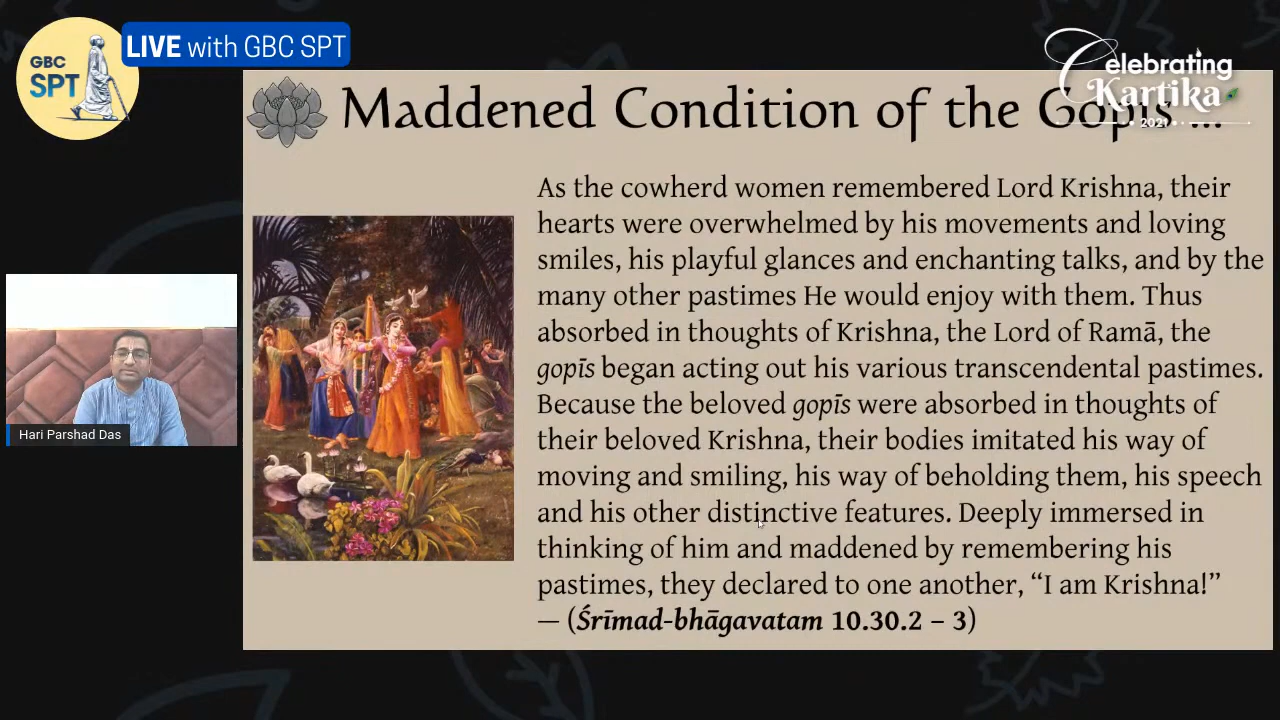 GBC
SPT
LIVE with GBC SPT
Celebrating
Kartika
2021
Maddened Condition of the Gopīs ...
As the cowherd women remembered Lord Krishna, their
hearts were overwhelmed by his movements and loving
smiles, his playful glances and enchanting talks, and by the
many other pastimes He would enjoy with them. Thus
absorbed in thoughts of Krishna, the Lord of Ramā, the
gopīs began acting out his various transcendental pastimes.
Because the beloved gopīs were absorbed in thoughts of
their beloved Krishna, their bodies imitated his way of
moving and smiling, his way of beholding them, his speech
and his other distinctive features. Deeply immersed in
thinking of him and maddened by remembering his
pastimes, they declared to one another, “I am Krishna!”
— (Śrīmad-bhāgavatam 10.30.2 – 3)
Hari Parshad Das